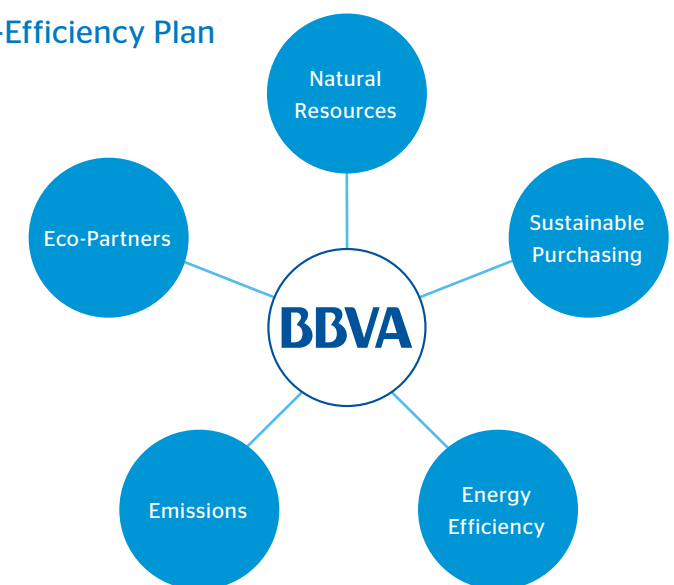 -Efficiency Plan
Natural
Resources
Eco-Partners
Sustainable
Purchasing
BBVA
Emissions
Energy
Efficiency